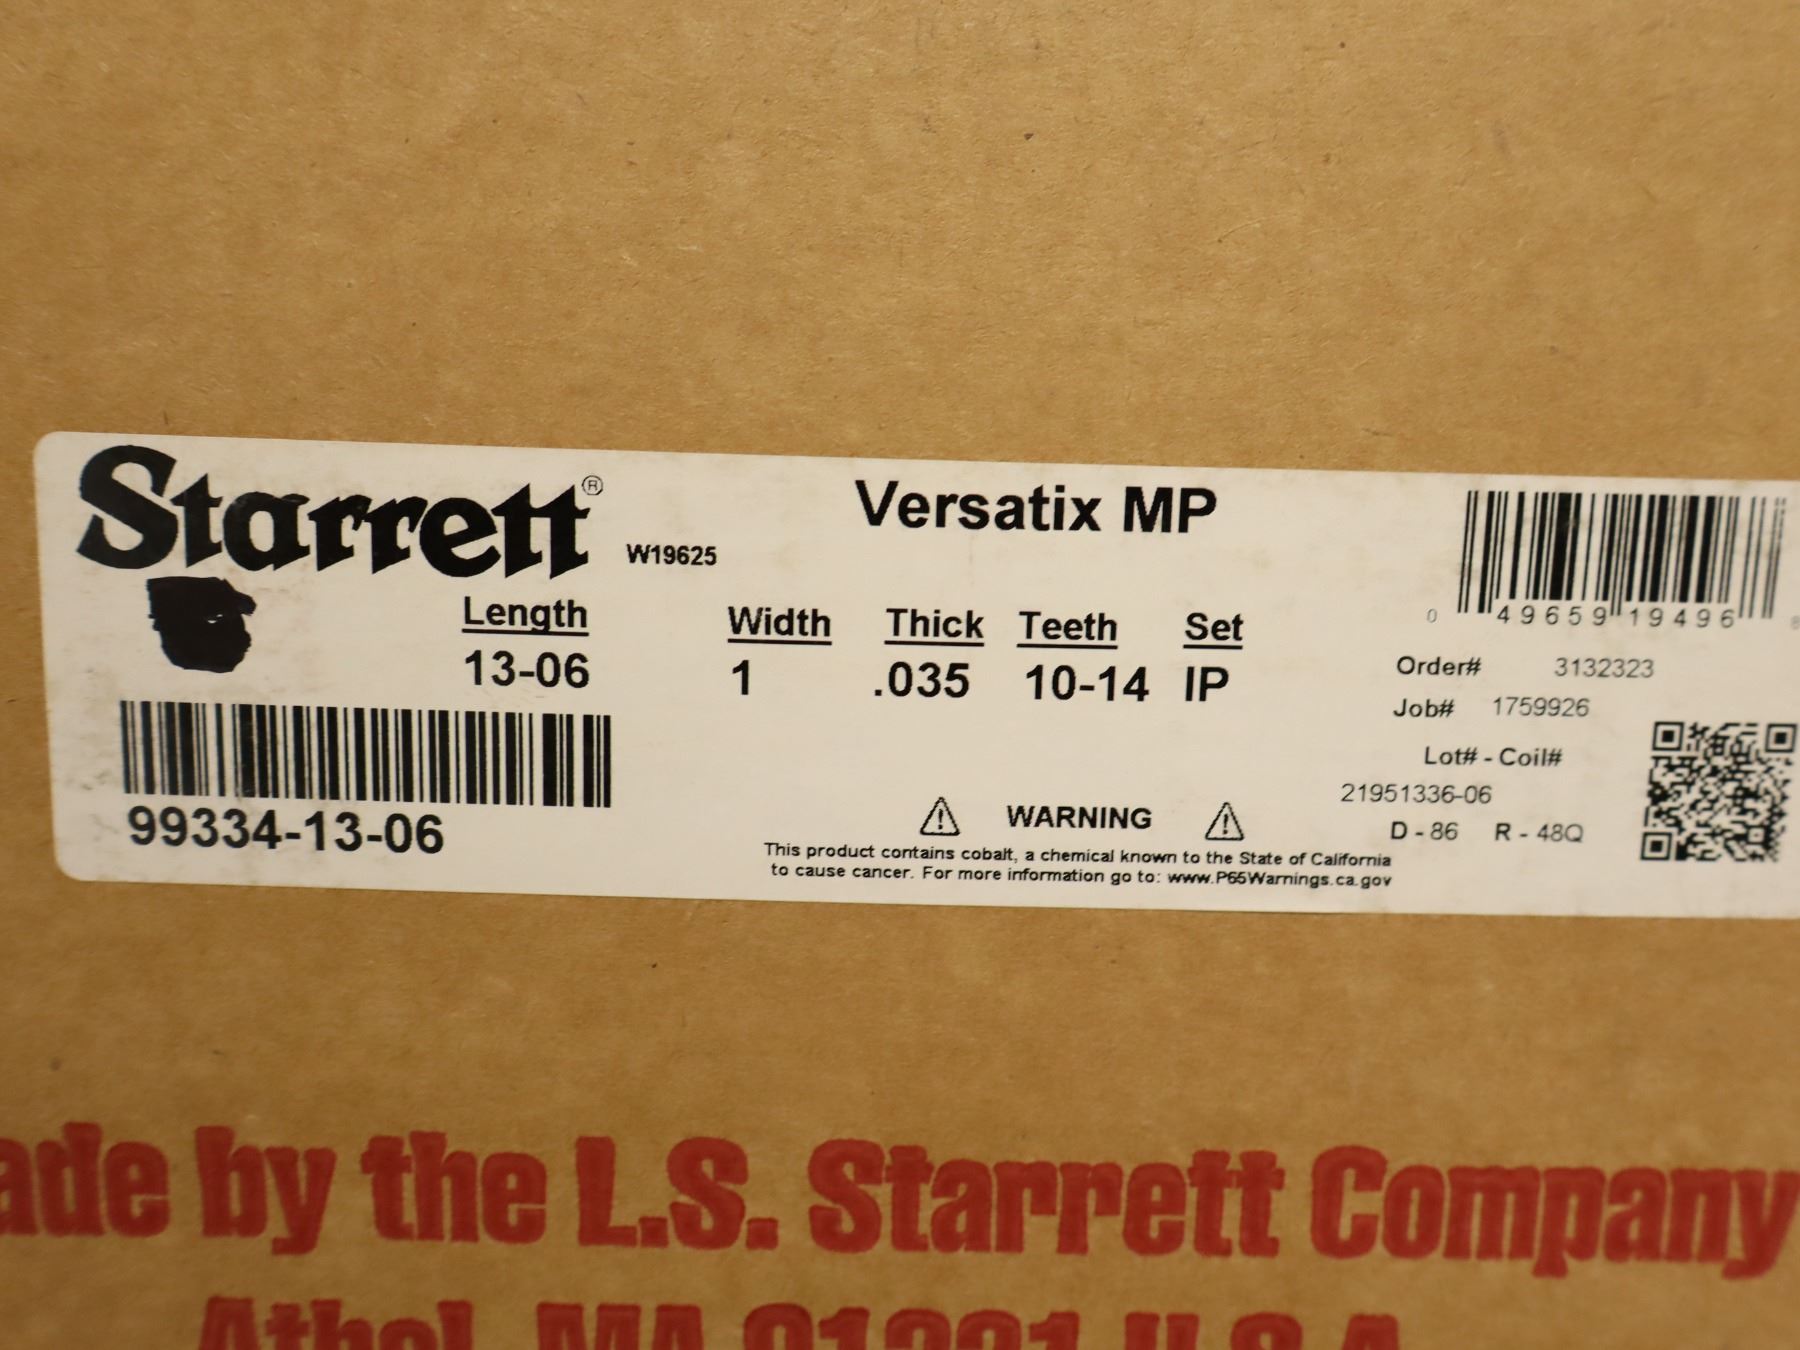 Starrett®
W19625
Versatix MP
Length Width Thick Teeth Set
13-06 1 .035 10-14 IP
99334-13-06
0 49659 19496
Order# 3132323
Job# 1759926
Lot# - Coil#
21951336-06
D - 86 R - 48Q
WARNING
This product contains cobalt, a chemical known to the State of California
to cause cancer. For more information go to: www.P65Warnings.ca.gov
ade by the L.S. Starrett Company
Athol, MA 01331 U.S.A.